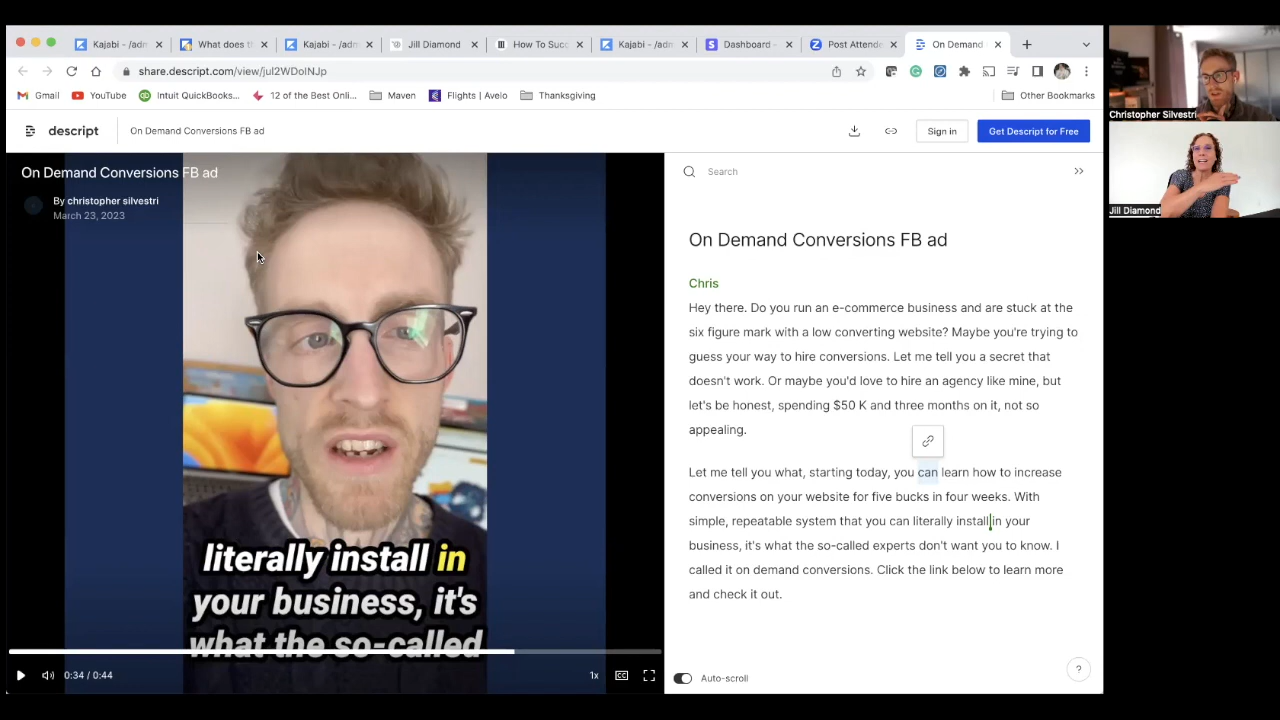 Kajabi - /adm
What does th
Kajabi - /adm
Jill Diamond
How To Succ
Kajabi - /adm
Dashboard -
Post Attende
On Demand
share.descript.com/view/jul2WDolNJp
Gmail
YouTube
Intuit QuickBooks...
12 of the Best Onli...
Maven
Flights | Avelo
Thanksgiving
Other Bookmarks
descript
On Demand Conversions FB ad
Sign in
Get Descript for Free
On Demand Conversions FB ad
By christopher silvestri
March 23, 2023
literally install in
your business, it's
what the so-called
0:34 / 0:44
1x
CC
Search
On Demand Conversions FB ad
Chris
Hey there. Do you run an e-commerce business and are stuck at the
six figure mark with a low converting website? Maybe you're trying to
guess your way to hire conversions. Let me tell you a secret that
doesn't work. Or maybe you'd love to hire an agency like mine, but
let's be honest, spending $50 K and three months on it, not so
appealing.
Let me tell you what, starting today, you can learn how to increase
conversions on your website for five bucks in four weeks. With
simple, repeatable system that you can literally install in your
business, it's what the so-called experts don't want you to know. I
called it on demand conversions. Click the link below to learn more
and check it out.
Auto-scroll
?
Christopher Silvestri
Jill Diamond